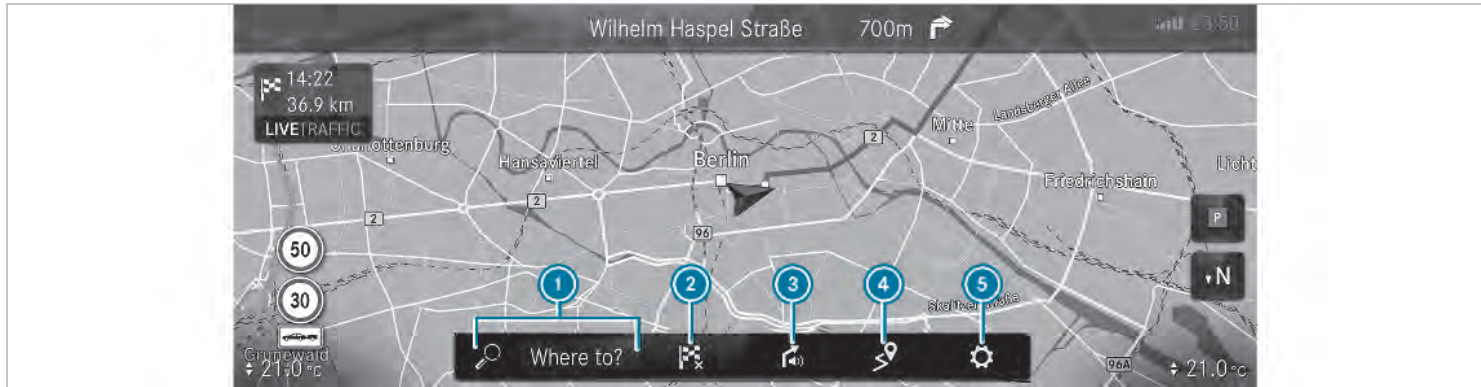 Wilhelm Haspel Straße 700m
14:22
36.9 km
LIVETRAFFIC
Landsberger Allee
Mitte
2
Hansaviertel
Berlin
Licht
Friedrichshain
2
2
P
50
96
N
30
1 2 3 4 5
Where to?
Grunewald
21.0 °C
96A
21.0 °C